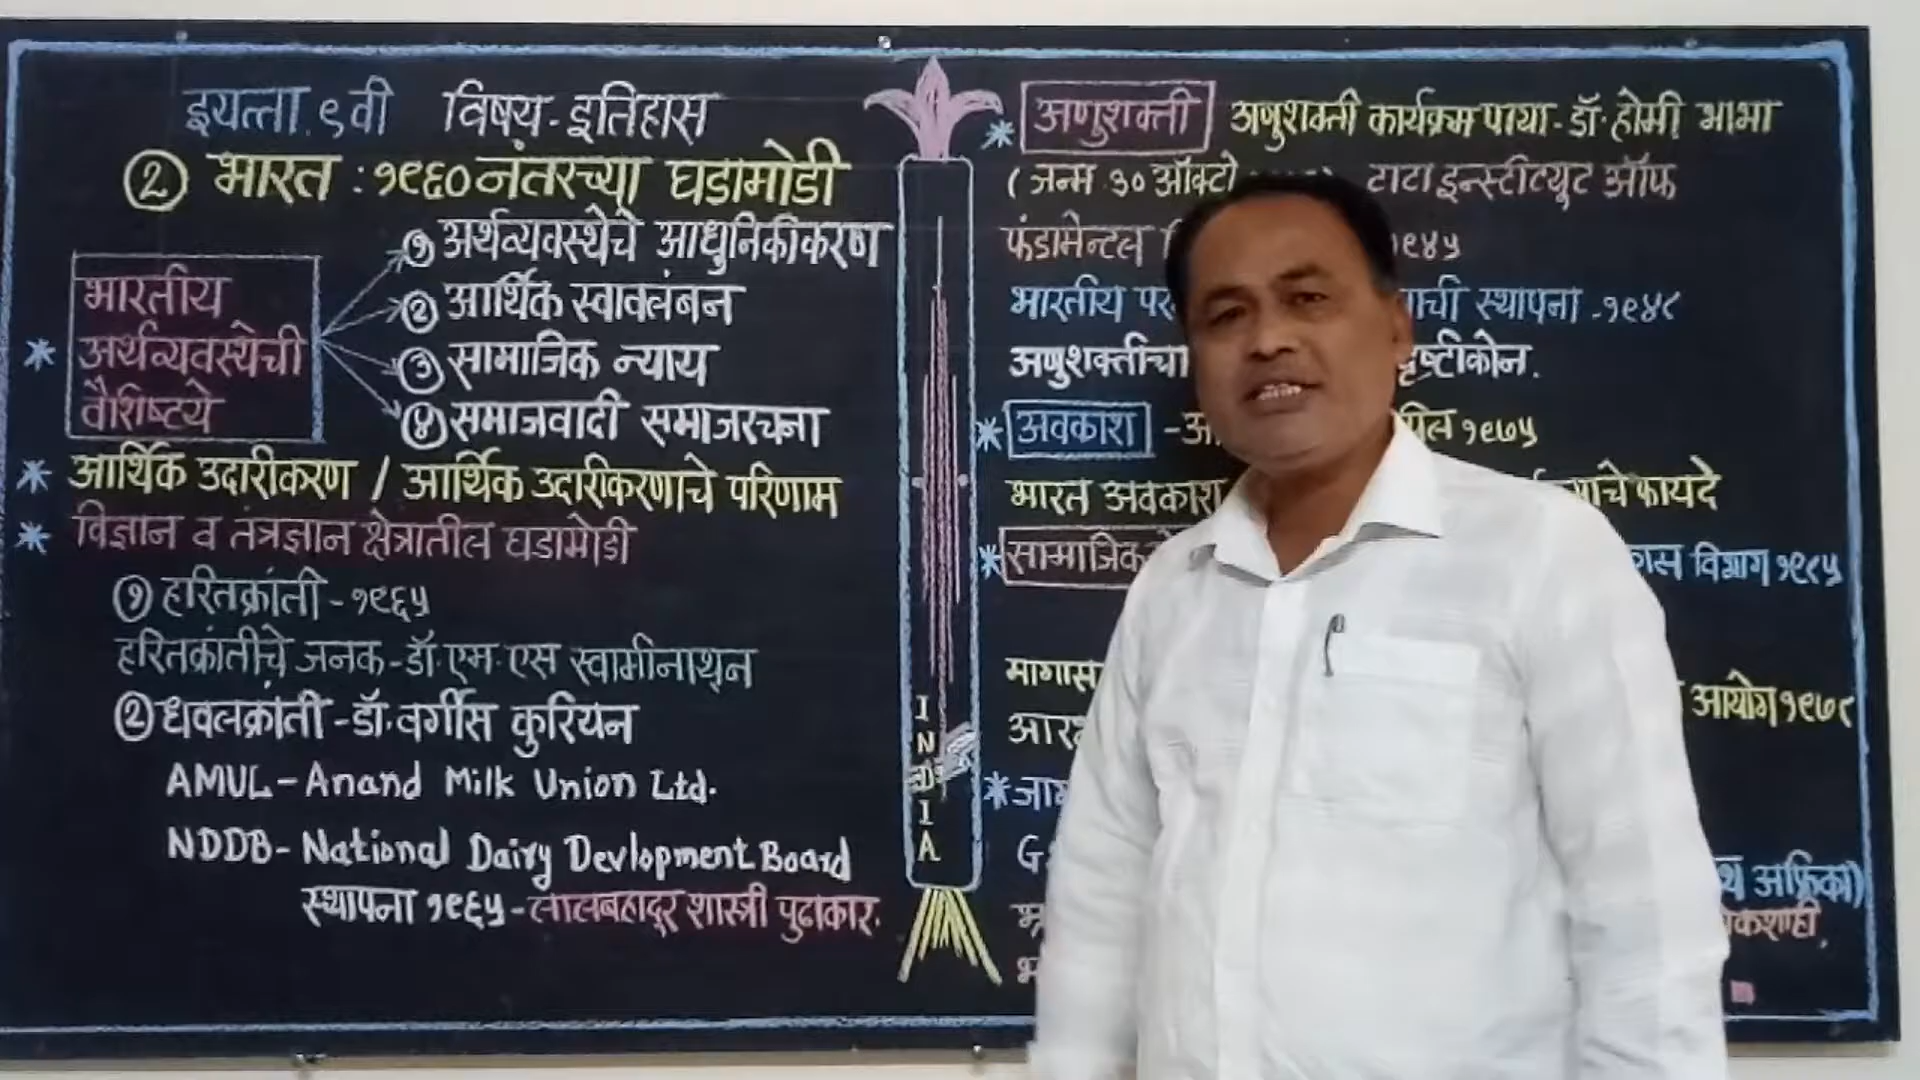 इयत्ता. ९वी विषय-इतिहास
② भारत : १९६० नंतरच्या घडामोडी
भारतीय
अर्थव्यवस्थेची
वैशिष्टये
① अर्थव्यवस्थेचे आधुनिकीकरण
② आर्थिक स्वावलंबन
③ सामाजिक न्याय
④ समाजवादी समाजरचना
* आर्थिक उदारीकरण / आर्थिक उदारीकरणाचे परिणाम
* विज्ञान व तंत्रज्ञान क्षेत्रातील घडामोडी
① हरितक्रांती - १९६५
हरितक्रांतीचे जनक-डॉ.एम.एस स्वामीनाथन
② धवलक्रांती-डॉ.वर्गीस कुरियन
AMUL-Anand Milk Union Ltd.
NDDB-National Dairy Devlopment Board
स्थापना १९६५-लालबहादूर शास्त्री पुढाकार.
INDIA
* अणुशक्ती अणुशक्ती कार्यक्रम पाया-डॉ.होमी भाभा
(जन्म ३० ऑक्टो टाटा इन्स्टीट्युट ऑफ
फंडामेन्टल १९४५
भारतीय स्थापना - १९४८
अणुशक्तीचा दृष्टीकोन.
* अवकाश - १९७५
भारत अवकाश फायदे
* सामाजिक विभाग १९८५
आयोग १९७८
*
आफ्रिका)